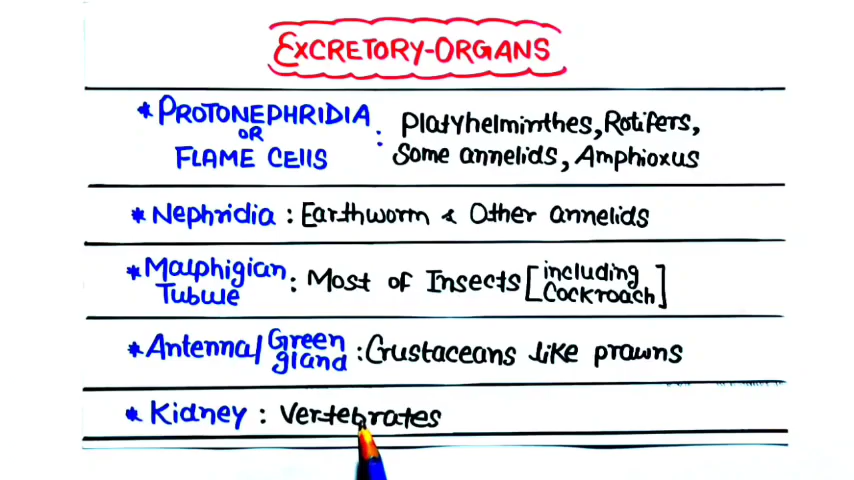 EXCRETORY-ORGANS
* PROTONEPHRIDIA OR FLAME CELLS : Platyhelminthes, Rotifers,
Some annelids, Amphioxus
* Nephridia : Earthworm & Other annelids
* Malphigian Tubule : Most of Insects [including Cockroach]
* Antennal/Green gland : Crustaceans like prawns
* Kidney : Vertebrates